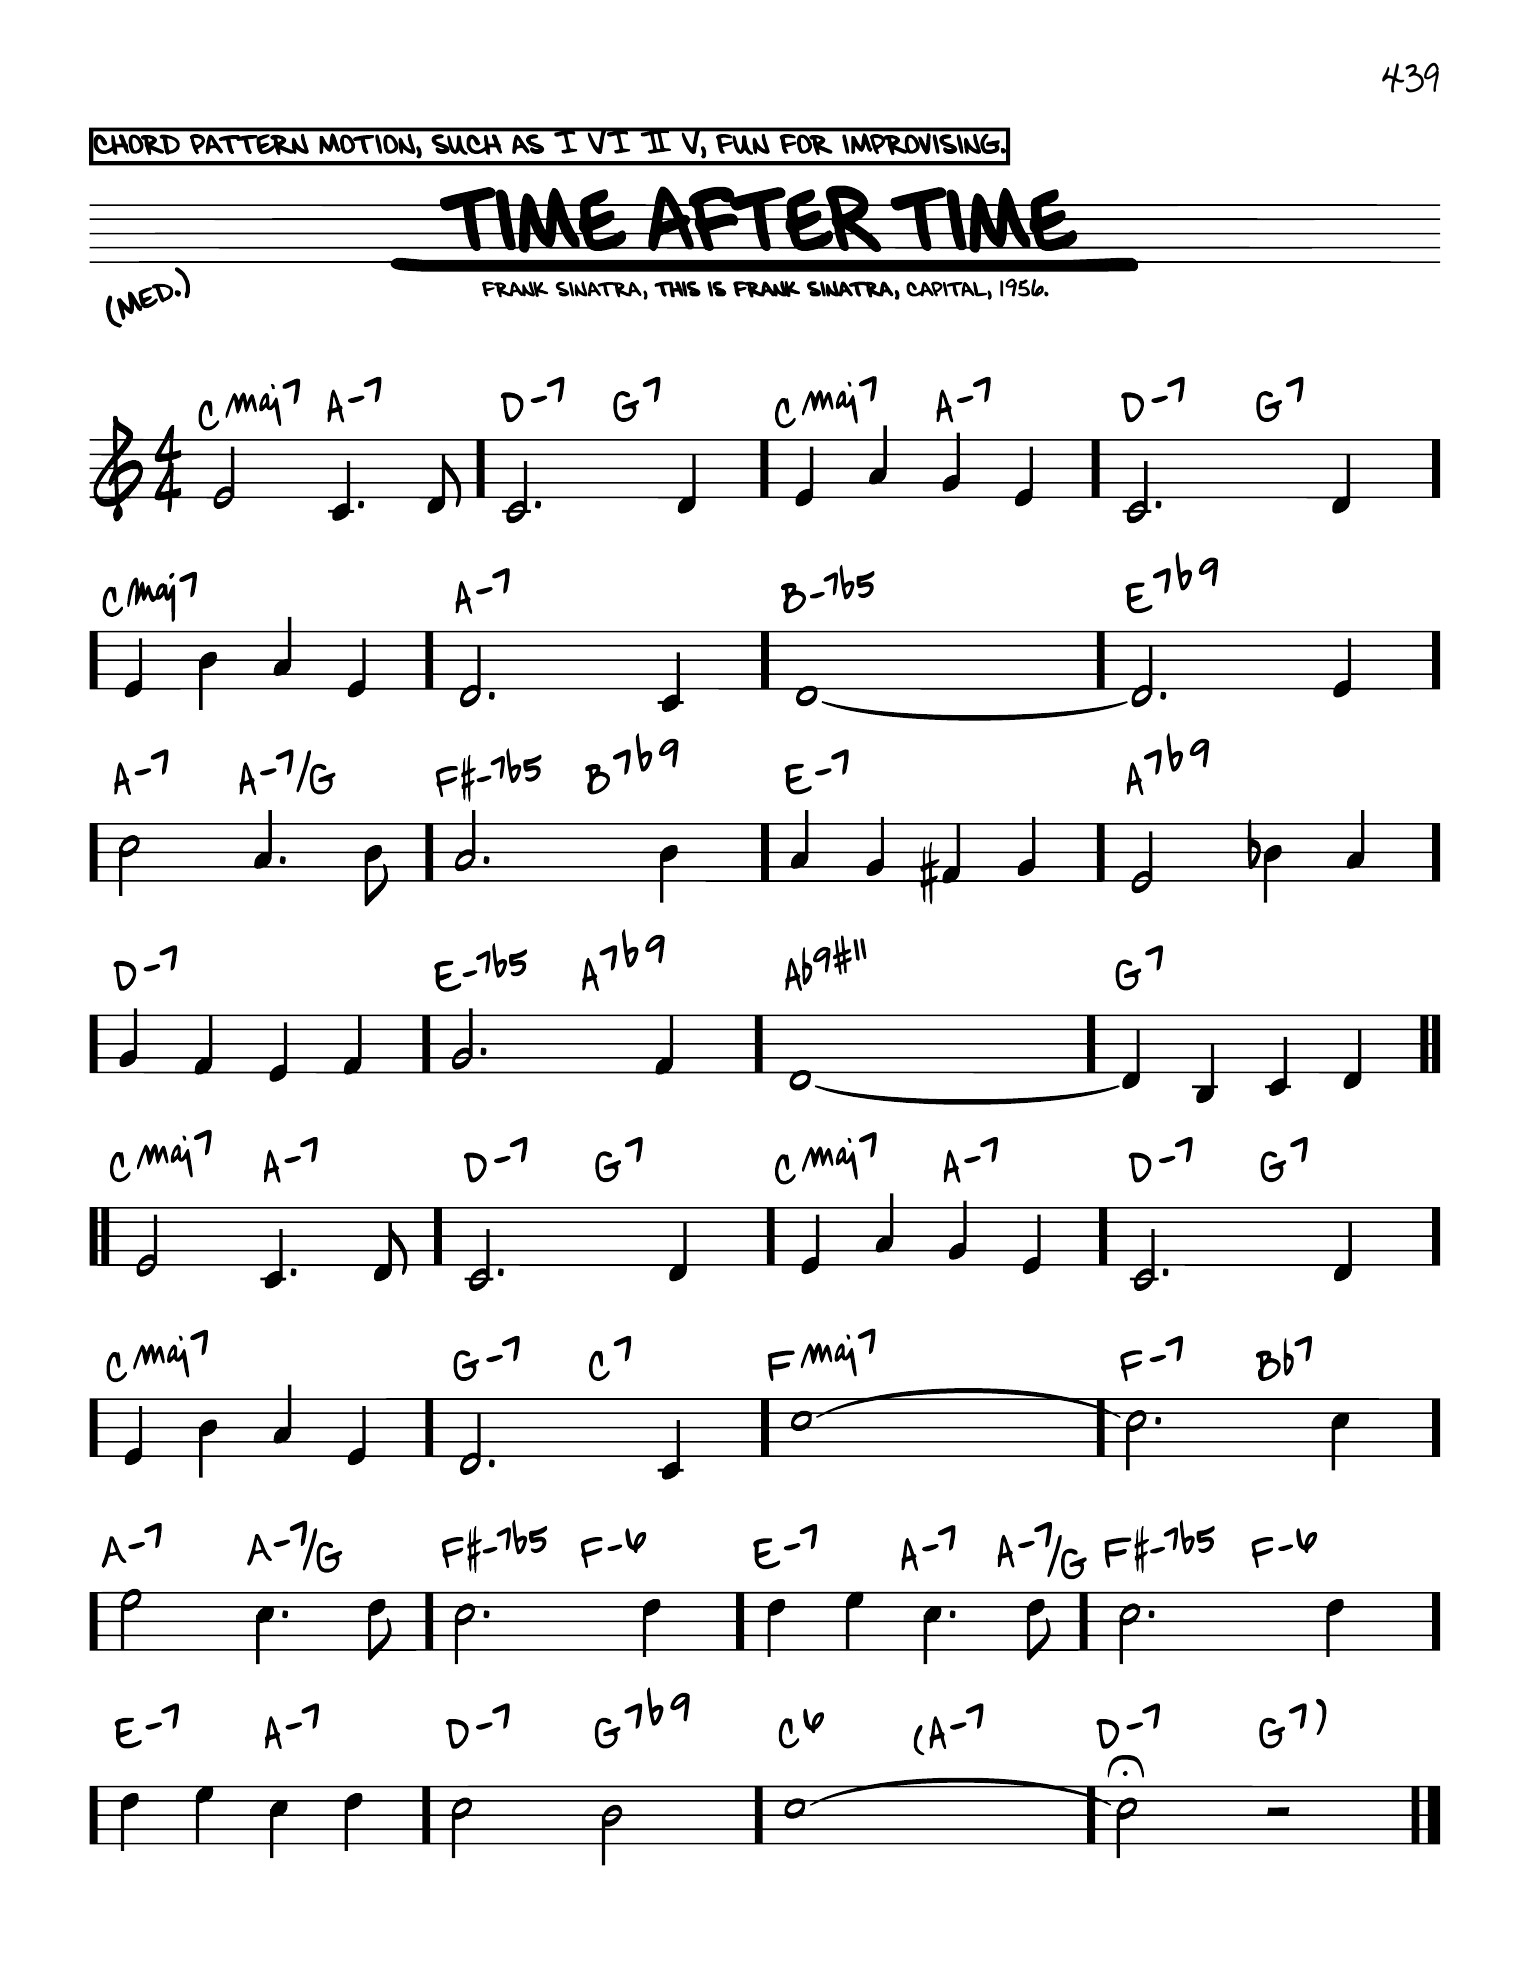 439
CHORD PATTERN MOTION, SUCH AS I VI II V, FUN FOR IMPROVISING.
TIME AFTER TIME
(MED.)
FRANK SINATRA, THIS IS FRANK SINATRA, CAPITAL, 1956.
Cmaj7 A-7 D-7 G7 Cmaj7 A-7 D-7 G7
4
4
Cmaj7 A-7 B-7b5 E7b9
A-7 A-7/G F#-7b5 B7b9 E-7 A7b9
D-7 E-7b5 A7b9 Ab9#11 G7
Cmaj7 A-7 D-7 G7 Cmaj7 A-7 D-7 G7
Cmaj7 G-7 C7 Fmaj7 F-7 Bb7
A-7 A-7/G F#-7b5 F-6 E-7 A-7 A-7/G F#-7b5 F-6
E-7 A-7 D-7 G7b9 C6 (A-7 D-7 G7)